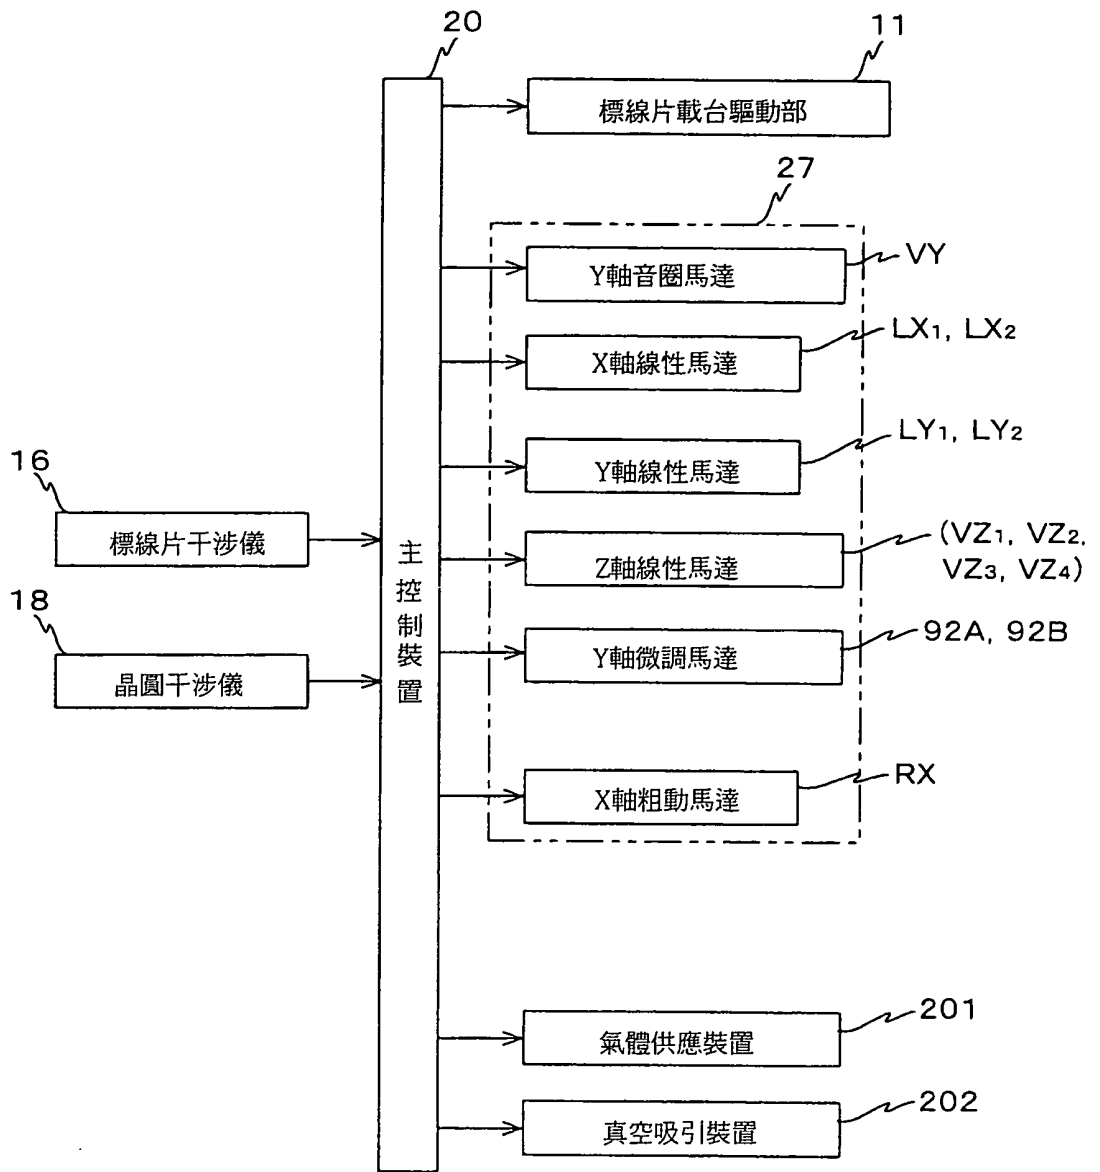 20
11
標線片載台驅動部
27
Y軸音圈馬達
VY
X軸線性馬達
LX1, LX2
Y軸線性馬達
LY1, LY2
16
標線片干涉儀
主控制裝置
Z軸線性馬達
(VZ1, VZ2,
VZ3, VZ4)
18
晶圓干涉儀
Y軸微調馬達
92A, 92B
X軸粗動馬達
RX
氣體供應裝置
201
真空吸引裝置
202